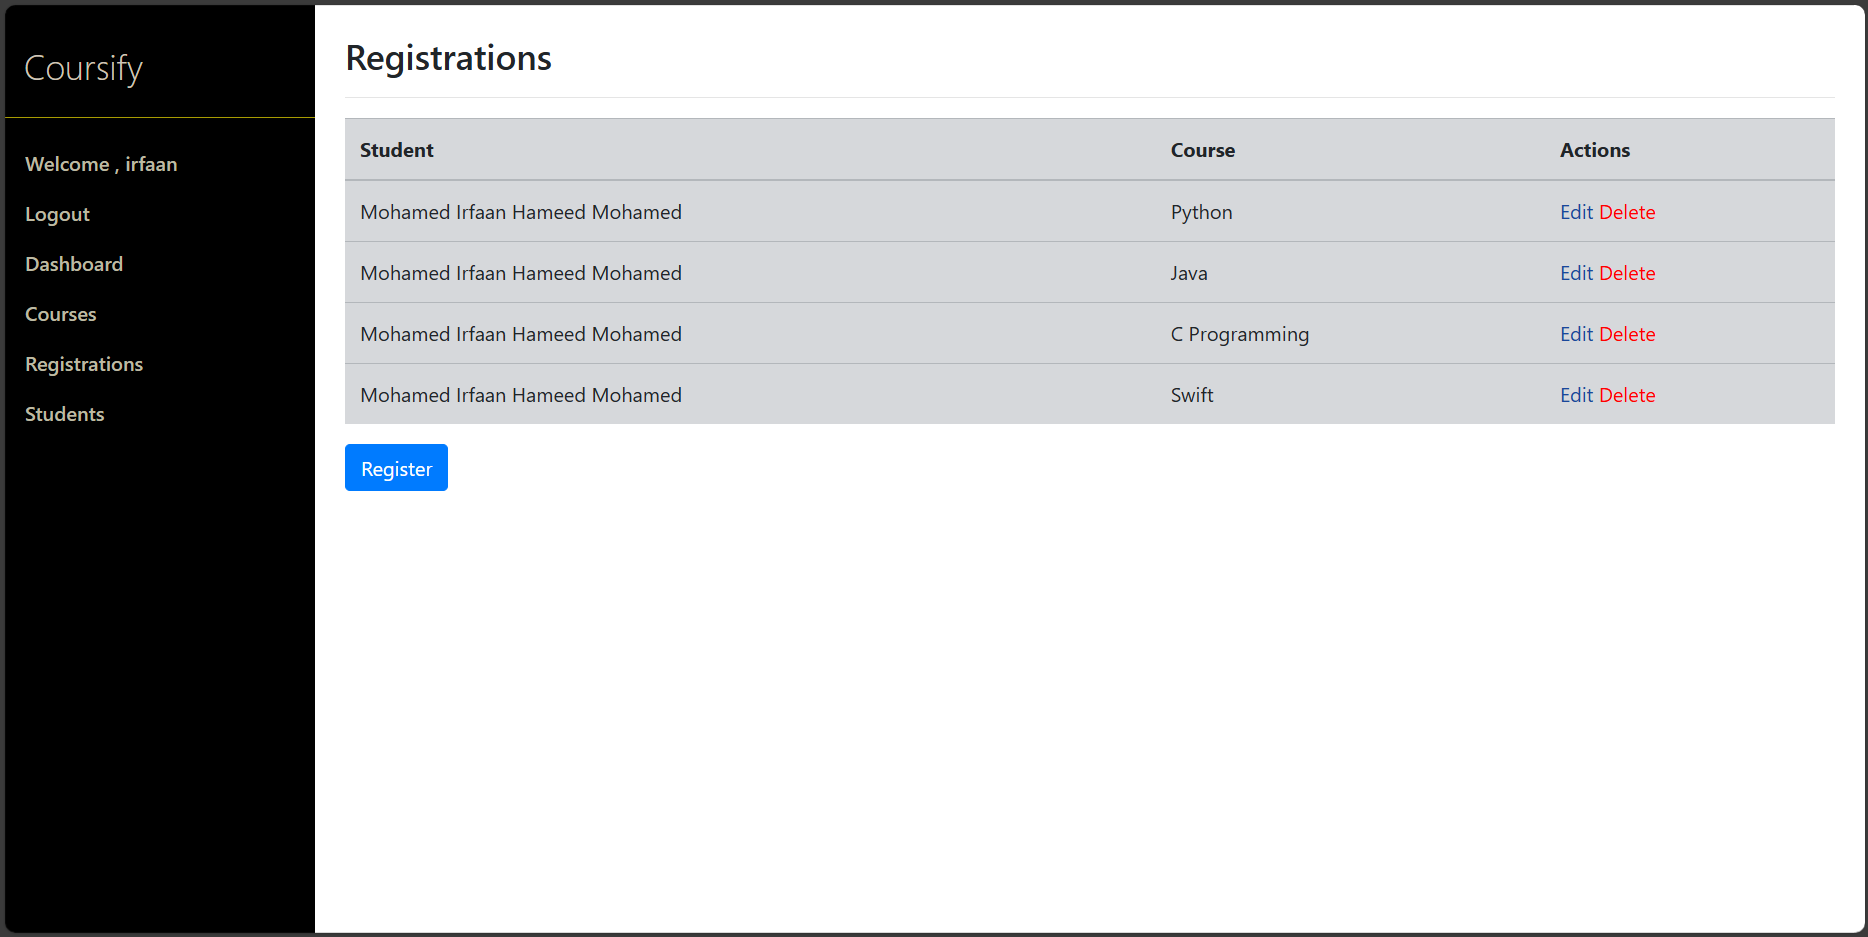 Coursify
Welcome , irfaan
Logout
Dashboard
Courses
Registrations
Students
Registrations
Student Course Actions
Mohamed Irfaan Hameed Mohamed Python Edit Delete
Mohamed Irfaan Hameed Mohamed Java Edit Delete
Mohamed Irfaan Hameed Mohamed C Programming Edit Delete
Mohamed Irfaan Hameed Mohamed Swift Edit Delete
Register